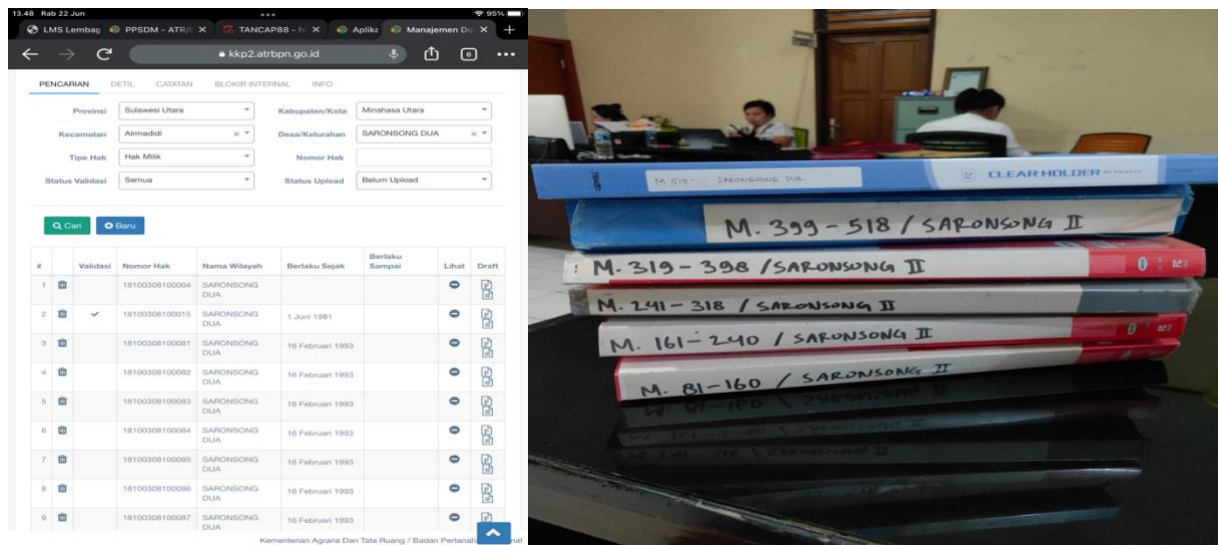 13.48 Rab 22 Jun
95%
LMS Lembag
PPSDM - ATR/
TANCAP88 - N
Aplika
Manajemen Do
kkp2.atrbpn.go.id
6
PENCARIAN DETIL CATATAN BLOKIR INTERNAL INFO
Provinsi Sulawesi Utara Kabupaten/Kota Minahasa Utara
Kecamatan Airmadidi Desa/Kelurahan SARONSONG DUA
Tipe Hak Hak Milik Nomor Hak
Status Validasi Semua Status Upload Belum Upload
Cari Baru
# Validasi Nomor Hak Nama Wilayah Berlaku Sejak Berlaku Sampai Lihat Draft
1 18100308100004 SARONSONG DUA
2 18100308100015 SARONSONG DUA 1 Juni 1981
3 18100308100081 SARONSONG DUA 16 Februari 1993
4 18100308100082 SARONSONG DUA 16 Februari 1993
5 18100308100083 SARONSONG DUA 16 Februari 1993
6 18100308100084 SARONSONG DUA 16 Februari 1993
7 18100308100085 SARONSONG DUA 16 Februari 1993
8 18100308100086 SARONSONG DUA 16 Februari 1993
9 18100308100087 SARONSONG DUA 16 Februari 1993
Kementerian Agraria Dan Tata Ruang / Badan Pertanah
M. 519 - SARONGSONG DUA
CLEAR HOLDER
M. 399 - 518 / SARONSONG II
M. 319 - 398 / SARONSONG II
M. 241 - 318 / SARONSONG II
M. 161 - 240 / SARUNSONG II
M. 81 - 160 / SARONSONG II